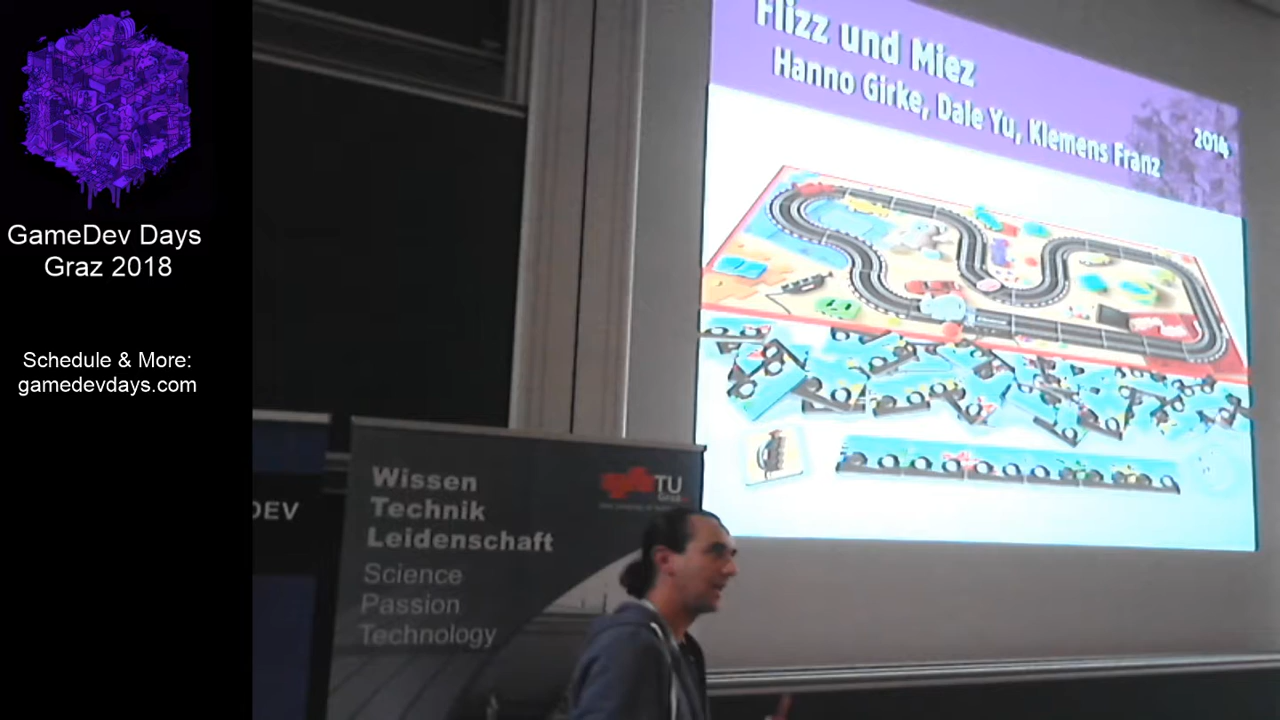 GameDev Days
Graz 2018
Schedule & More:
gamedevdays.com
Flizz und Miez
Hanno Girke, Dale Yu, Klemens Franz
2014
DEV
Wissen
Technik
Leidenschaft
TU
Graz
Science
Passion
Technology